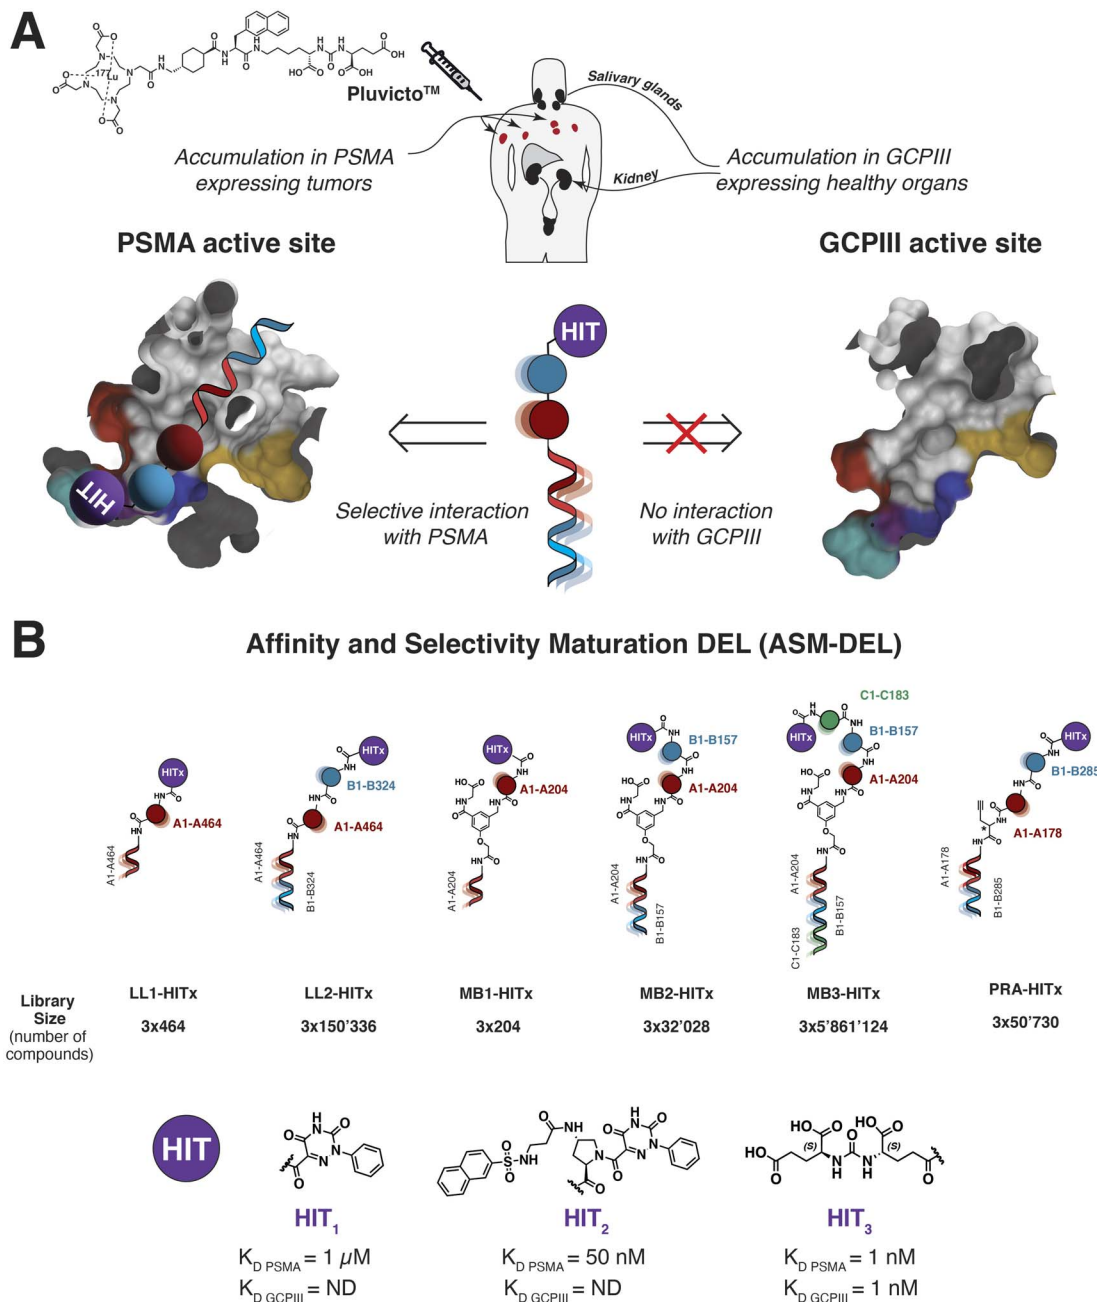 A
Pluvicto™
Salivary glands
Accumulation in PSMA
expressing tumors
Accumulation in GCPIII
expressing healthy organs
Kidney
PSMA active site
GCPIII active site
HIT
HIT
Selective interaction
with PSMA
No interaction
with GCPIII
B
Affinity and Selectivity Maturation DEL (ASM-DEL)
HITx
A1-A464
A1-A464
HITx
B1-B324
A1-A464
A1-A464
B1-B324
HITx
A1-A204
A1-A204
HITx
B1-B157
A1-A204
A1-A204
B1-B157
C1-C183
HITx
B1-B157
A1-A204
A1-A204
B1-B157
C1-C183
HITx
B1-B285
A1-A178
*
A1-A178
B1-B285
LL1-HITx
LL2-HITx
MB1-HITx
MB2-HITx
MB3-HITx
PRA-HITx
Library
Size
(number of
compounds)
3x464
3x150'336
3x204
3x32'028
3x5'861'124
3x50'730
HIT
(S)
(S)
HIT1
HIT2
HIT3
KD PSMA = 1 µM
KD PSMA = 50 nM
KD PSMA = 1 nM
KD GCPIII = ND
KD GCPIII = ND
KD GCPIII = 1 nM